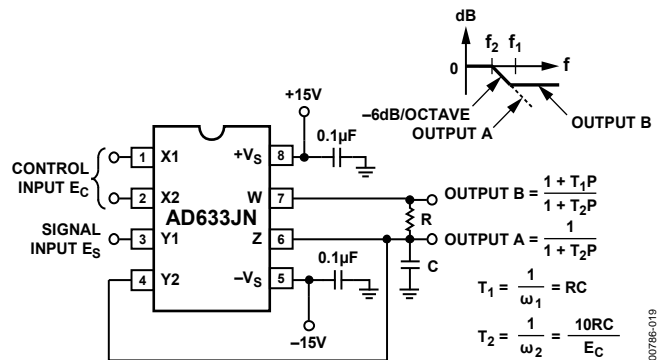 dB
f2 f1
0
f
–6dB/OCTAVE
OUTPUT A
OUTPUT B
+15V
0.1µF
CONTROL
INPUT EC
SIGNAL
INPUT ES
1 X1
2 X2
3 Y1
4 Y2
AD633JN
+VS 8
W 7
Z 6
–VS 5
0.1µF
–15V
R
C
OUTPUT B = 1 + T1P / 1 + T2P
OUTPUT A = 1 / 1 + T2P
T1 = 1 / ω1 = RC
T2 = 1 / ω2 = 10RC / EC
00786-019